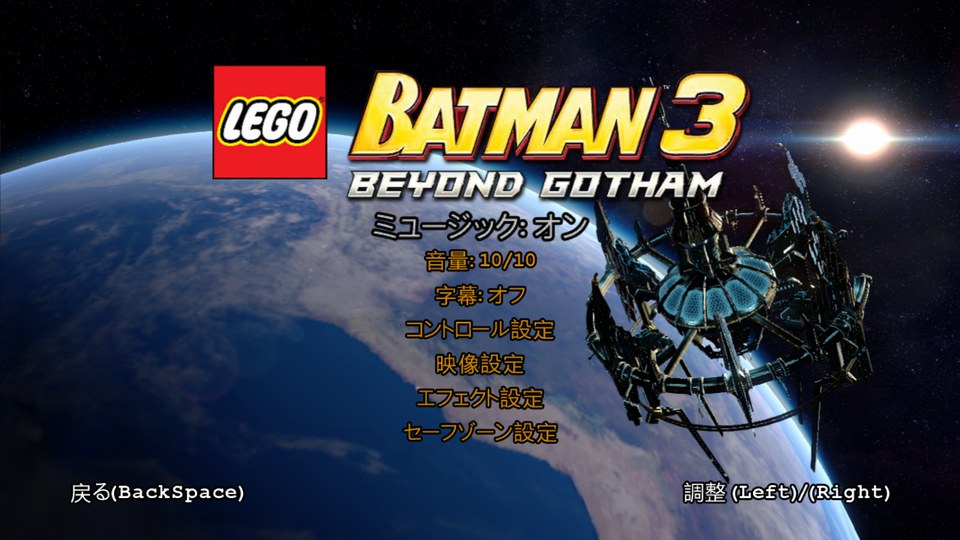 LEGO
BATMAN 3
BEYOND GOTHAM
ミュージック: オン
音量: 10/10
字幕: オフ
コントロール設定
映像設定
エフェクト設定
セーフゾーン設定
戻る(BackSpace)
調整 (Left)/(Right)